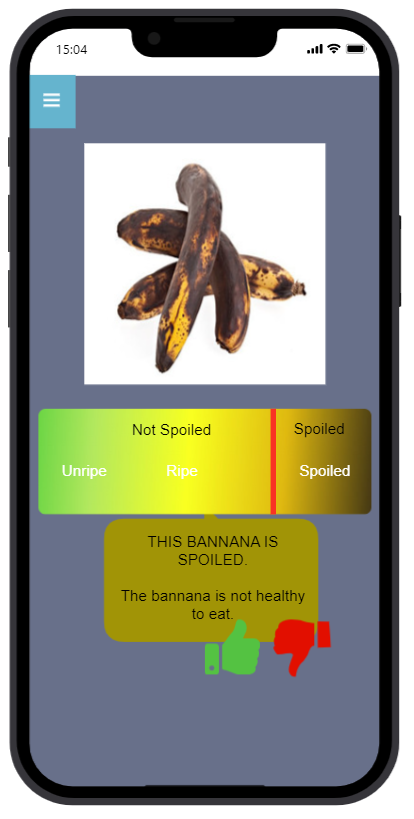 15:04
Not Spoiled
Spoiled
Unripe
Ripe
Spoiled
THIS BANNANA IS
SPOILED.
The bannana is not healthy
to eat.